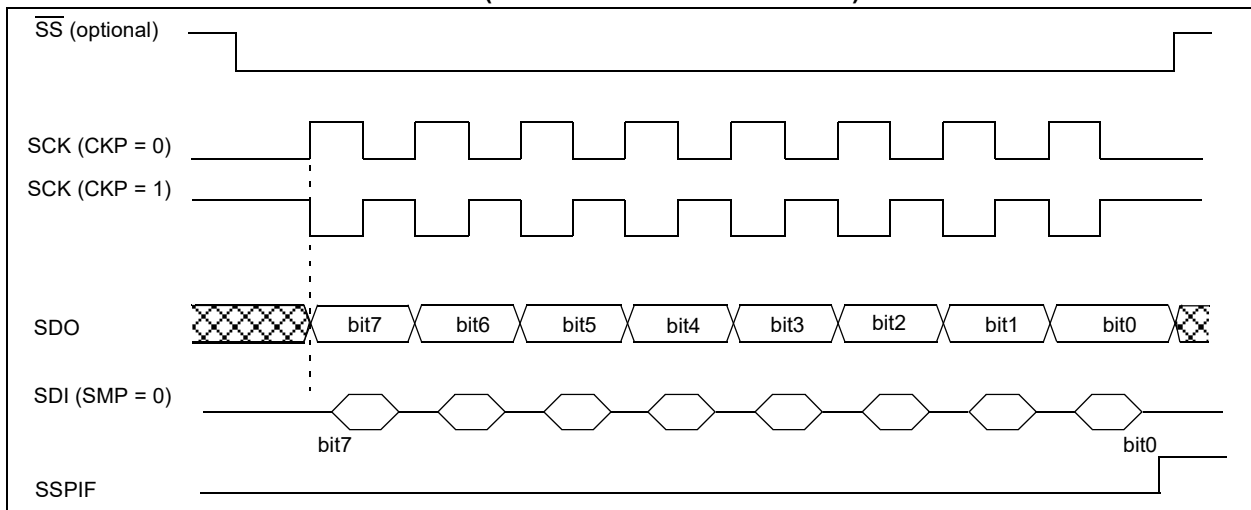 SS (optional)
SCK (CKP = 0)
SCK (CKP = 1)
SDO
bit7 bit6 bit5 bit4 bit3 bit2 bit1 bit0
SDI (SMP = 0)
bit7 bit0
SSPIF